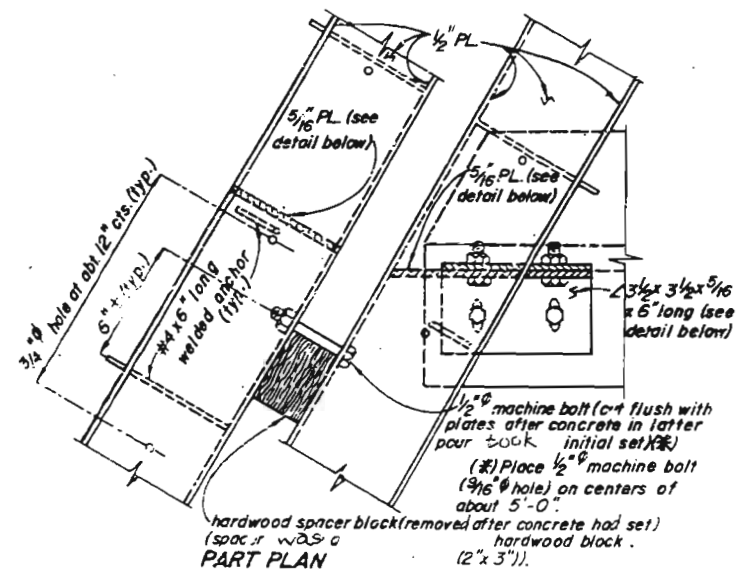 1/2" PL.
5/16" PL. (see
detail below)
5/16" PL. (see
detail below)
3/4"ϕ hole at abt. 12" cts. (typ.)
6"± (typ.)
#4 x 6" long
welded anchor
(typ.)
∠ 3 1/2 x 3 1/2 x 5/16
x 6" long (see
detail below)
1/2"ϕ machine bolt (cut flush with
plates after concrete in latter
pour took initial set)(*)
(*) Place 1/2"ϕ machine bolt
(9/16"ϕ hole) on centers of
about 5'-0".
hardwood spacer block (removed after concrete had set)
(spacer was a hardwood block.
(2" x 3")).
PART PLAN